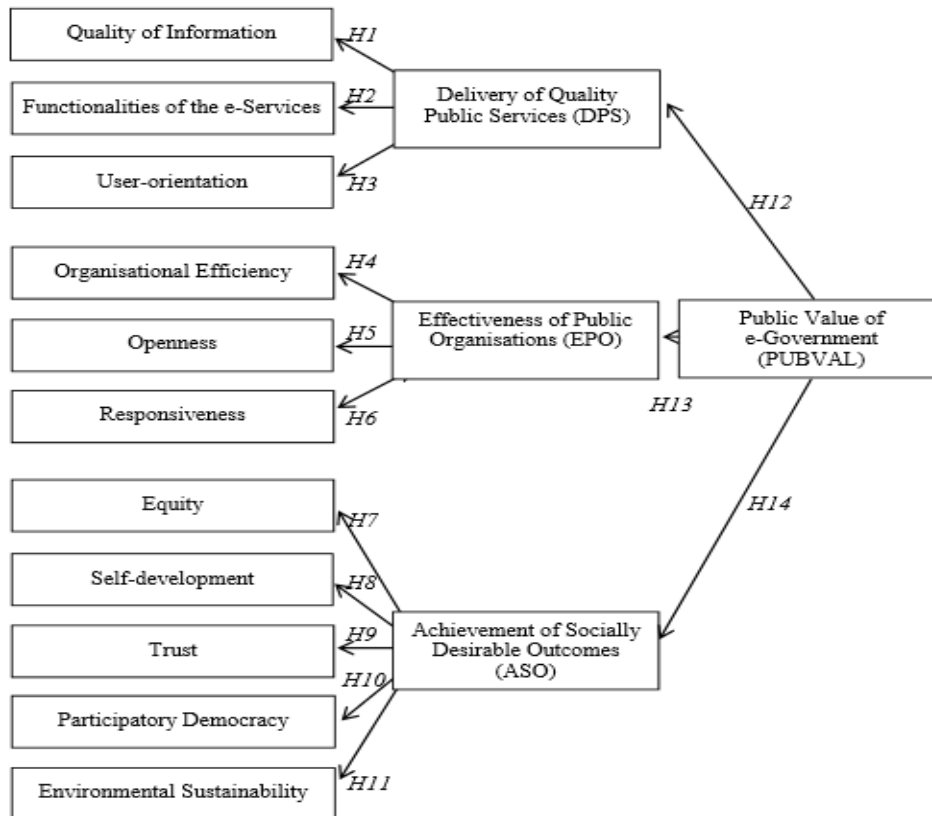 Quality of Information
H1
Functionalities of the e-Services
H2
User-orientation
H3
Delivery of Quality
Public Services (DPS)
H12
Organisational Efficiency
H4
Openness
H5
Responsiveness
H6
Effectiveness of Public
Organisations (EPO)
H13
Public Value of
e-Government
(PUBVAL)
H14
Equity
H7
Self-development
H8
Trust
H9
Participatory Democracy
H10
Environmental Sustainability
H11
Achievement of Socially
Desirable Outcomes
(ASO)